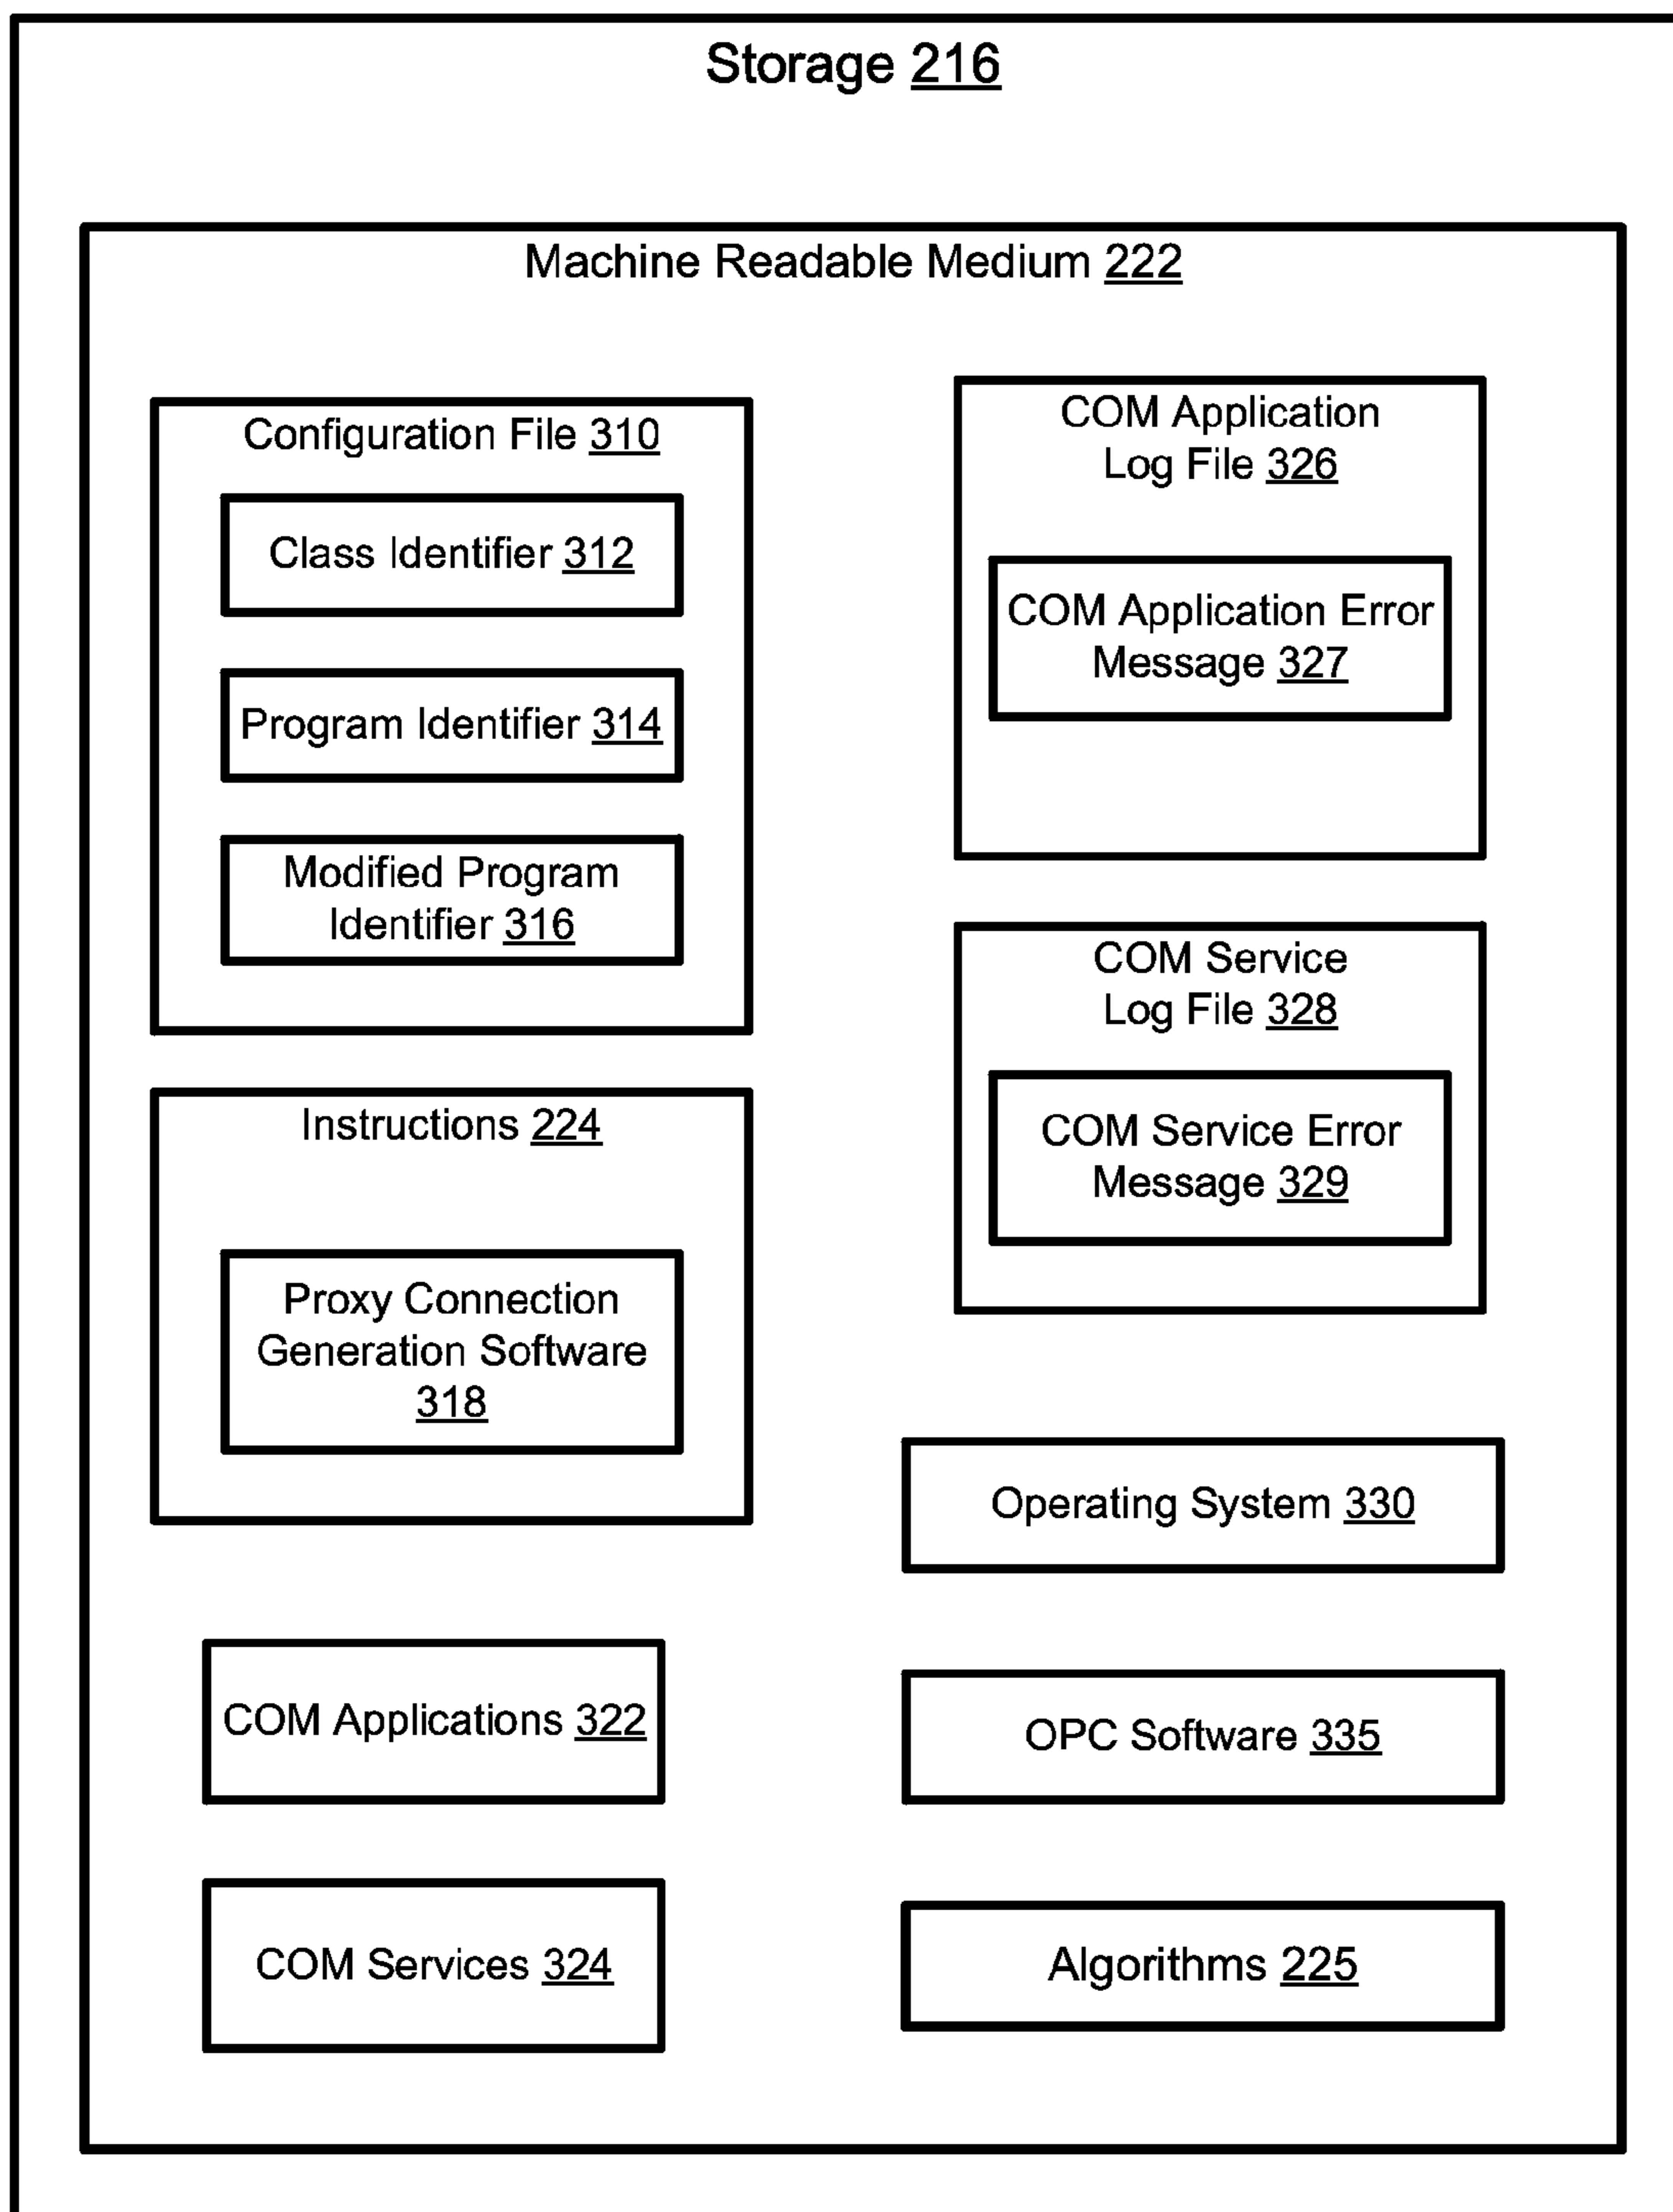 Storage 216
Machine Readable Medium 222
Configuration File 310
Class Identifier 312
Program Identifier 314
Modified Program
Identifier 316
Instructions 224
Proxy Connection
Generation Software
318
COM Applications 322
COM Services 324
COM Application
Log File 326
COM Application Error
Message 327
COM Service
Log File 328
COM Service Error
Message 329
Operating System 330
OPC Software 335
Algorithms 225